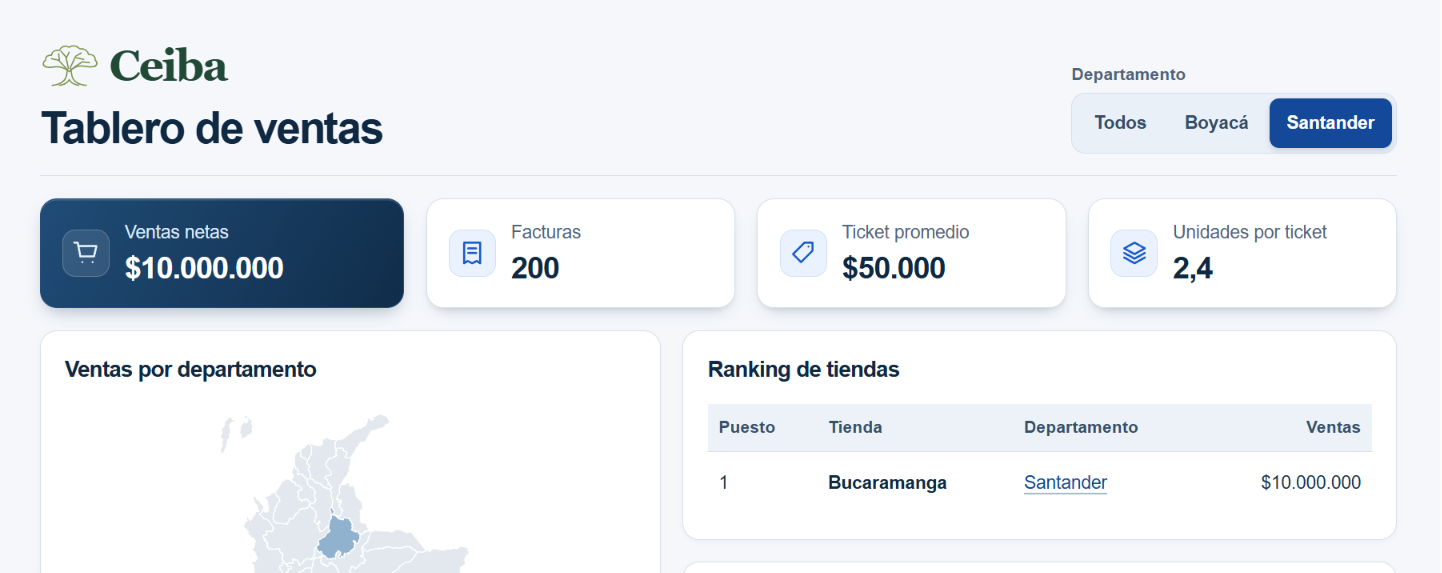 Ceiba
Tablero de ventas
Departamento
Todos Boyacá Santander
Ventas netas
$10.000.000
Facturas
200
Ticket promedio
$50.000
Unidades por ticket
2,4
Ventas por departamento
Ranking de tiendas
Puesto Tienda Departamento Ventas
1 Bucaramanga Santander $10.000.000